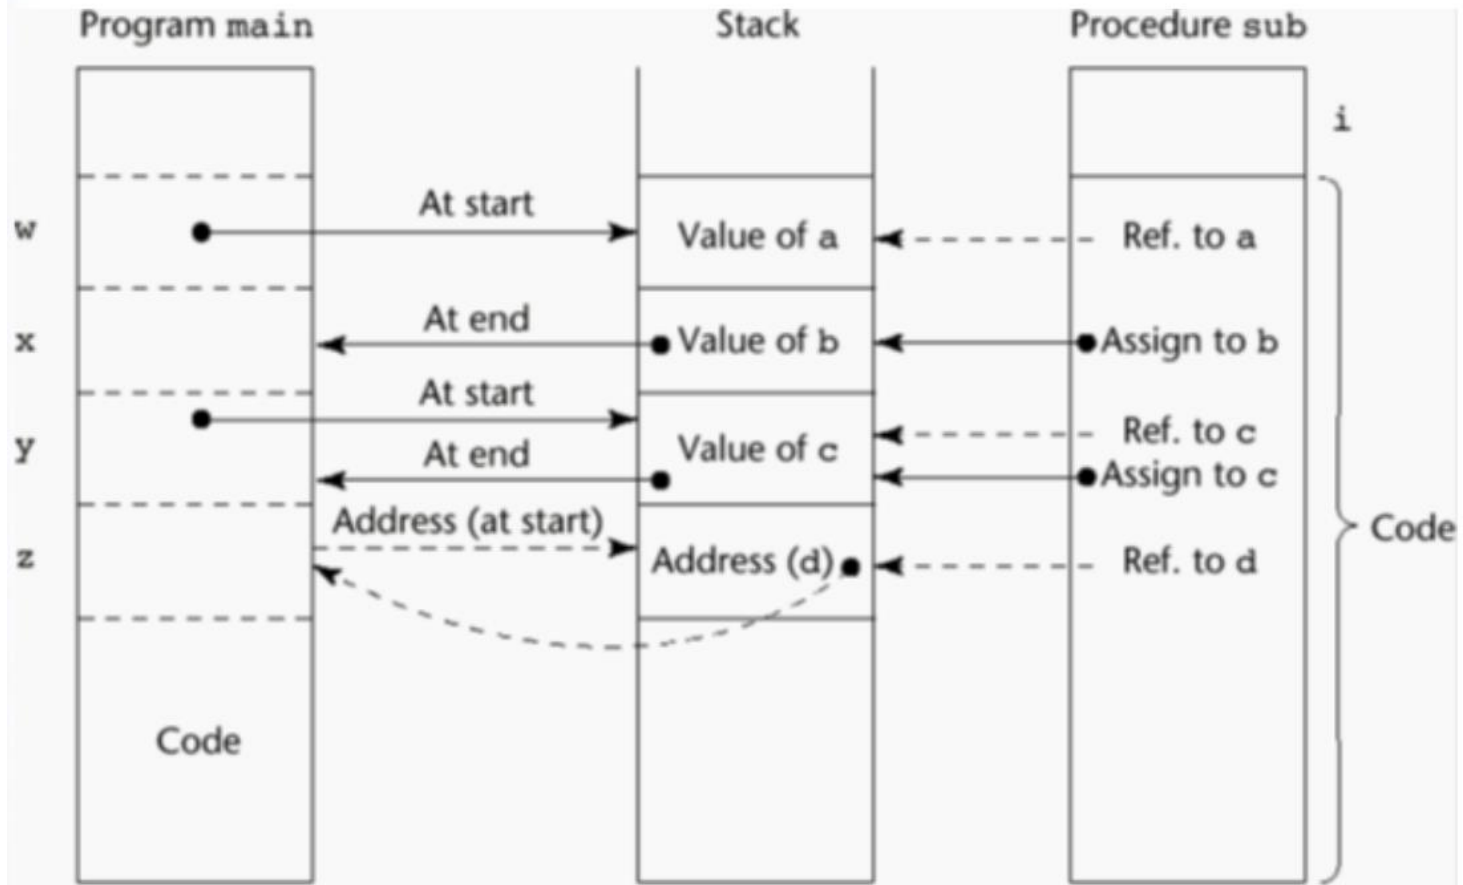 Program main
Stack
Procedure sub
i
w
At start
Value of a
Ref. to a
x
At end
Value of b
Assign to b
y
At start
At end
Value of c
Ref. to c
Assign to c
z
Address (at start)
Address (d)
Ref. to d
Code
Code